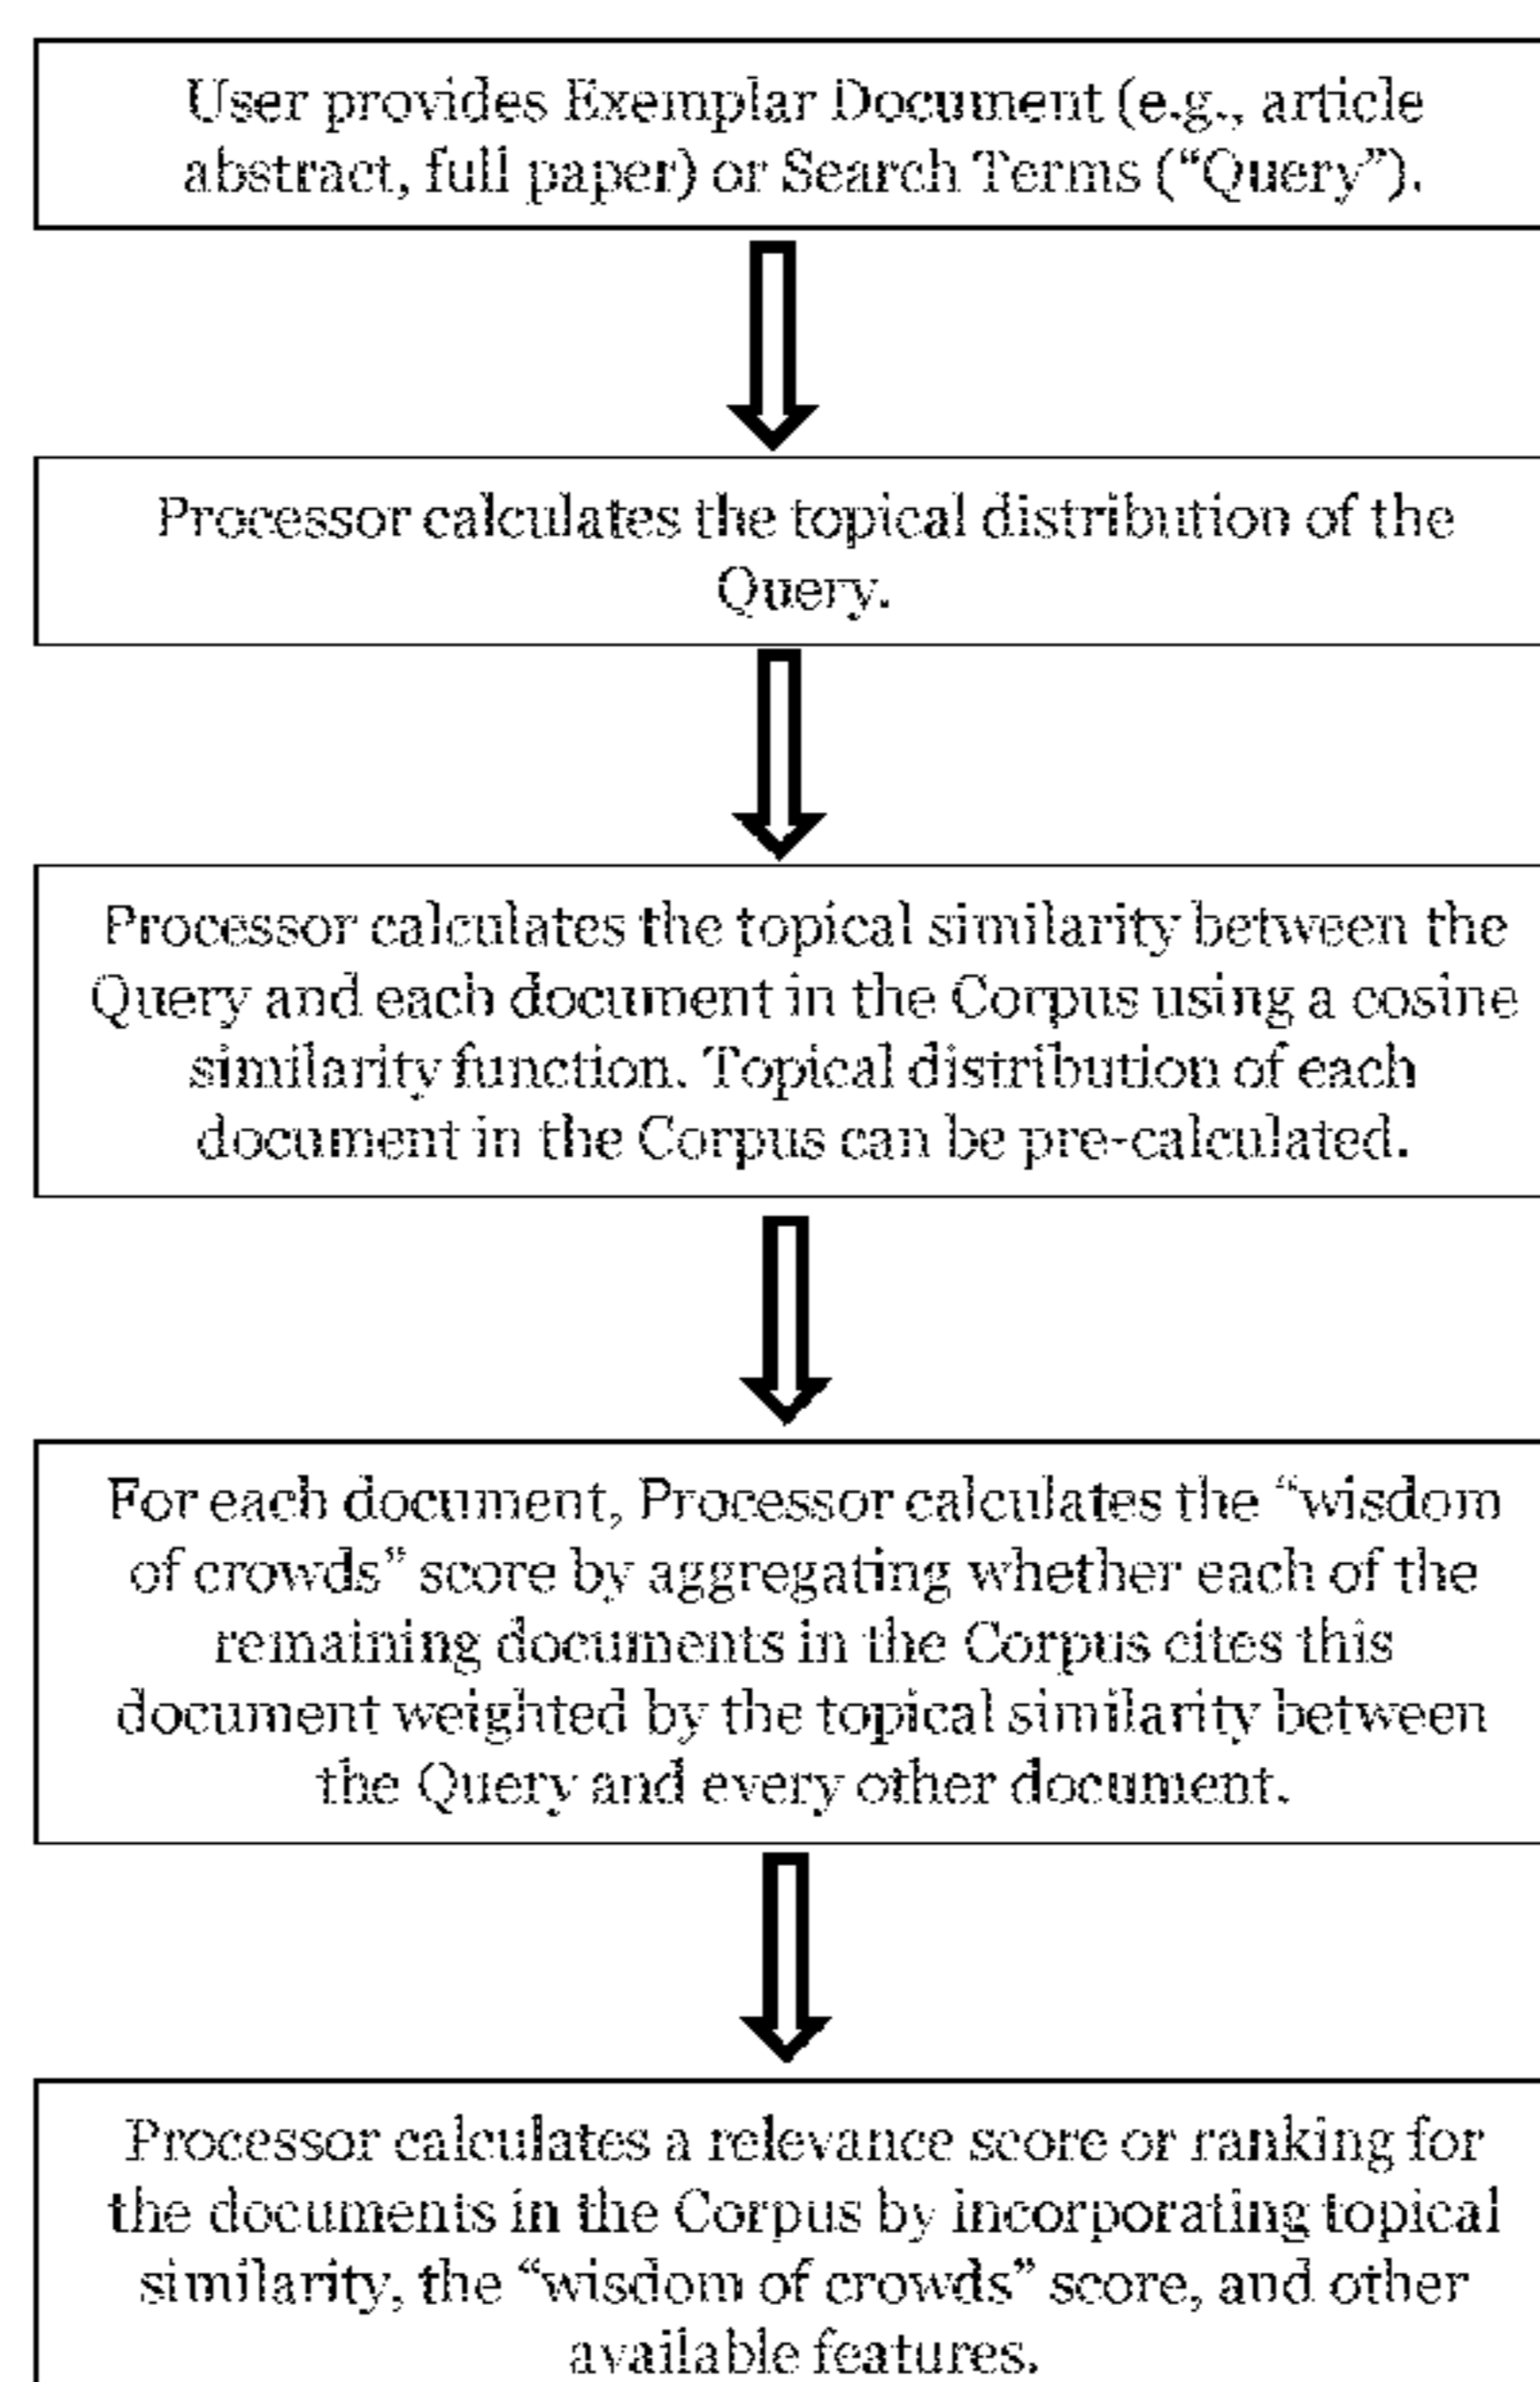 User provides Exemplar Document (e.g., article
abstract, full paper) or Search Terms (“Query”).
Processor calculates the topical distribution of the
Query.
Processor calculates the topical similarity between the
Query and each document in the Corpus using a cosine
similarity function. Topical distribution of each
document in the Corpus can be pre-calculated.
For each document, Processor calculates the “wisdom
of crowds” score by aggregating whether each of the
remaining documents in the Corpus cites this
document weighted by the topical similarity between
the Query and every other document.
Processor calculates a relevance score or ranking for
the documents in the Corpus by incorporating topical
similarity, the “wisdom of crowds” score, and other
available features.